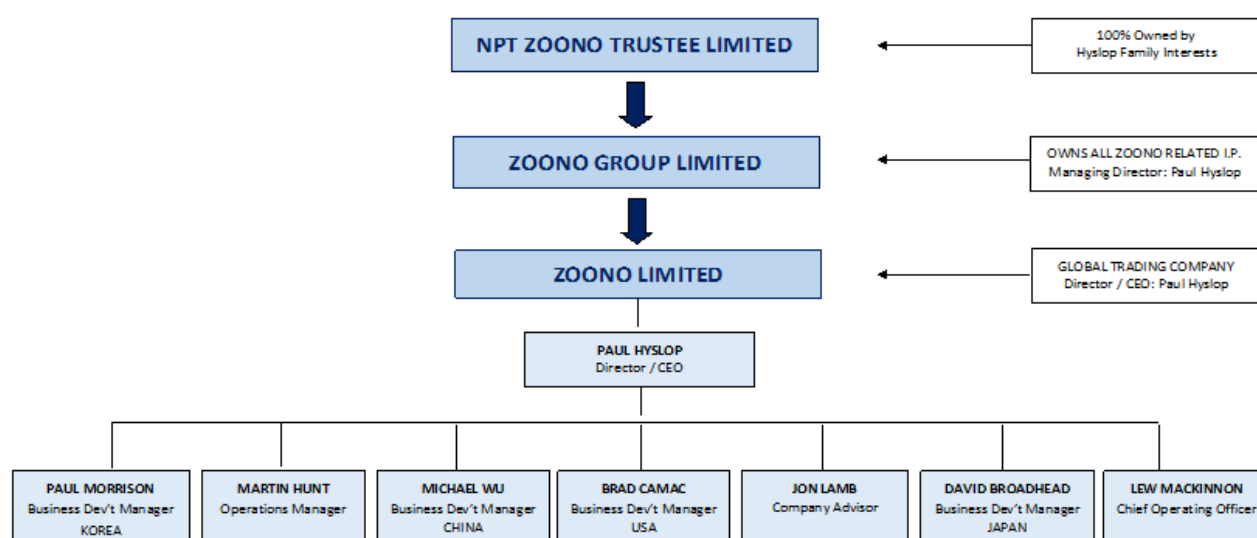 NPT ZOONO TRUSTEE LIMITED
100% Owned by
Hyslop Family Interests
ZOONO GROUP LIMITED
OWNS ALL ZOONO RELATED I.P.
Managing Director: Paul Hyslop
ZOONO LIMITED
GLOBAL TRADING COMPANY
Director / CEO: Paul Hyslop
PAUL HYSLOP
Director / CEO
PAUL MORRISON
Business Dev't Manager
KOREA
MARTIN HUNT
Operations Manager
MICHAEL WU
Business Dev't Manager
CHINA
BRAD CAMAC
Business Dev't Manager
USA
JON LAMB
Company Advisor
DAVID BROADHEAD
Business Dev't Manager
JAPAN
LEW MACKINNON
Chief Operating Officer